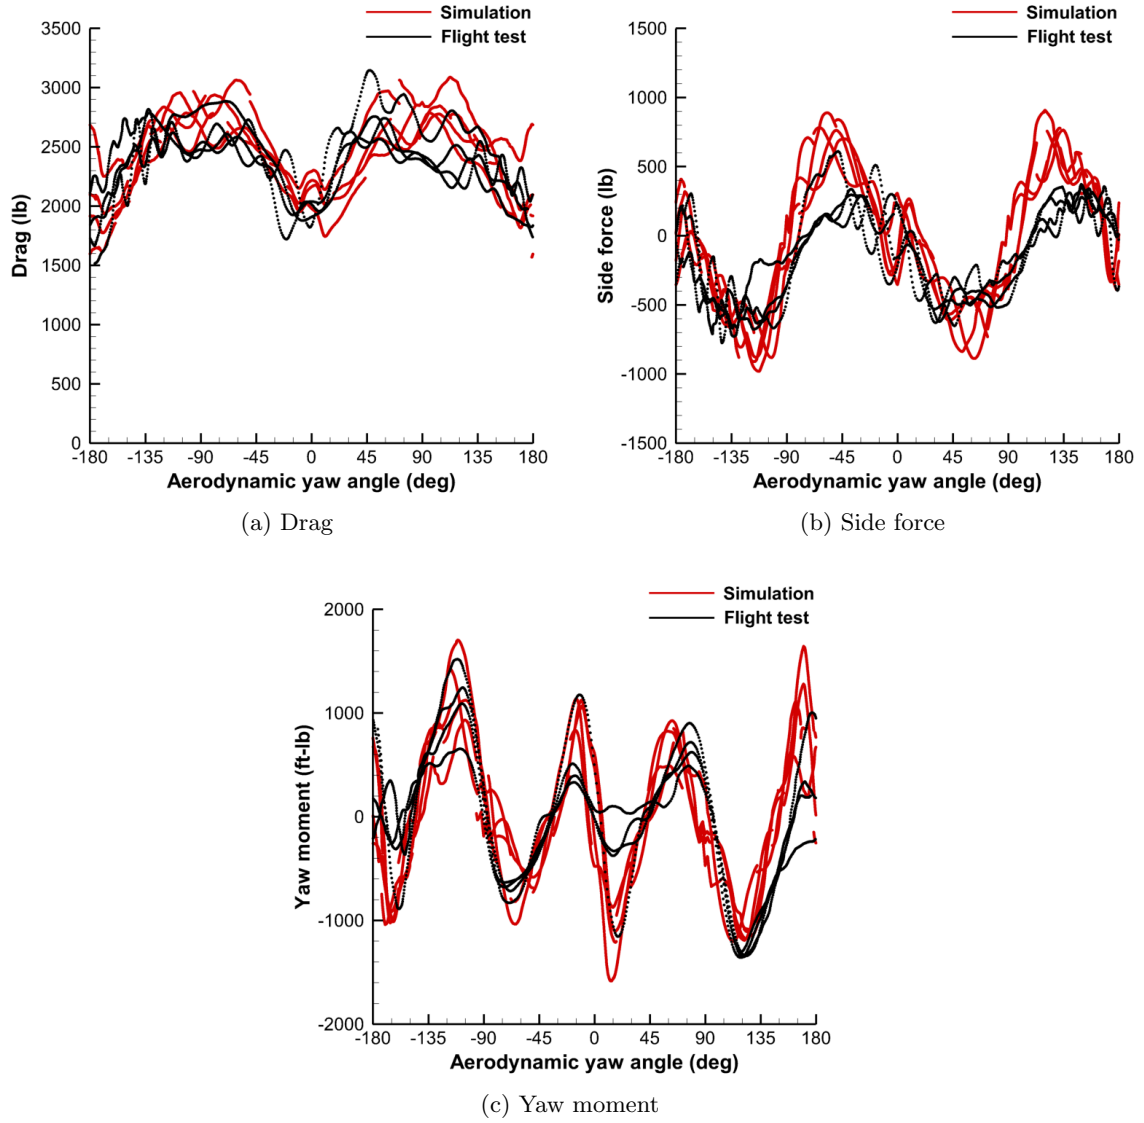 Simulation
Flight test
3500
3000
2500
2000
1500
1000
500
0
Drag (lb)
-180 -135 -90 -45 0 45 90 135 180
Aerodynamic yaw angle (deg)
(a) Drag
Simulation
Flight test
1500
1000
500
0
-500
-1000
-1500
Side force (lb)
-180 -135 -90 -45 0 45 90 135 180
Aerodynamic yaw angle (deg)
(b) Side force
Simulation
Flight test
2000
1000
0
-1000
-2000
Yaw moment (ft-lb)
-180 -135 -90 -45 0 45 90 135 180
Aerodynamic yaw angle (deg)
(c) Yaw moment